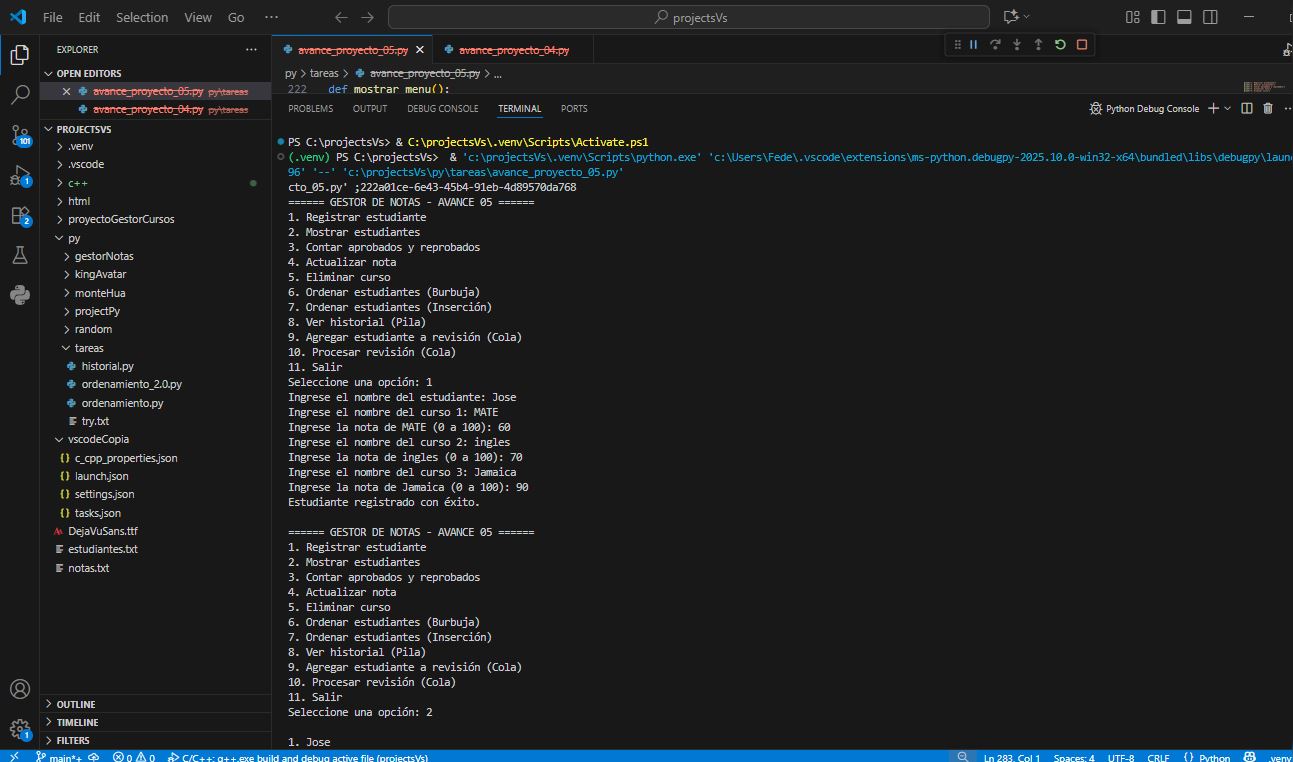 File Edit Selection View Go ··· projectsVs
EXPLORER ···
OPEN EDITORS
avance_proyecto_05.py py\tareas
avance_proyecto_04.py py\tareas
PROJECTSVS
.venv
.vscode
c++
html
proyectoGestorCursos
py
gestorNotas
kingAvatar
monteHua
projectPy
random
tareas
historial.py
ordenamiento_2.0.py
ordenamiento.py
try.txt
vscodeCopia
c_cpp_properties.json
launch.json
settings.json
tasks.json
DejaVuSans.ttf
estudiantes.txt
notas.txt
OUTLINE
TIMELINE
FILTERS
101
1
2
1
avance_proyecto_05.py avance_proyecto_04.py
py > tareas > avance_proyecto_05.py > ...
222 def mostrar_menu():
PROBLEMS OUTPUT DEBUG CONSOLE TERMINAL PORTS
Python Debug Console
PS C:\projectsVs> & C:\projectsVs\.venv\Scripts\Activate.ps1
(.venv) PS C:\projectsVs> & 'c:\projectsVs\.venv\Scripts\python.exe' 'c:\Users\Fede\.vscode\extensions\ms-python.debugpy-2025.10.0-win32-x64\bundled\libs\debugpy\laun
96' '--' 'c:\projectsVs\py\tareas\avance_proyecto_05.py'
cto_05.py' ;222a01ce-6e43-45b4-91eb-4d89570da768
====== GESTOR DE NOTAS - AVANCE 05 ======
1. Registrar estudiante
2. Mostrar estudiantes
3. Contar aprobados y reprobados
4. Actualizar nota
5. Eliminar curso
6. Ordenar estudiantes (Burbuja)
7. Ordenar estudiantes (Inserción)
8. Ver historial (Pila)
9. Agregar estudiante a revisión (Cola)
10. Procesar revisión (Cola)
11. Salir
Seleccione una opción: 1
Ingrese el nombre del estudiante: Jose
Ingrese el nombre del curso 1: MATE
Ingrese la nota de MATE (0 a 100): 60
Ingrese el nombre del curso 2: ingles
Ingrese la nota de ingles (0 a 100): 70
Ingrese el nombre del curso 3: Jamaica
Ingrese la nota de Jamaica (0 a 100): 90
Estudiante registrado con éxito.
====== GESTOR DE NOTAS - AVANCE 05 ======
1. Registrar estudiante
2. Mostrar estudiantes
3. Contar aprobados y reprobados
4. Actualizar nota
5. Eliminar curso
6. Ordenar estudiantes (Burbuja)
7. Ordenar estudiantes (Inserción)
8. Ver historial (Pila)
9. Agregar estudiante a revisión (Cola)
10. Procesar revisión (Cola)
11. Salir
Seleccione una opción: 2
1. Jose
main*+ 0 0 C/C++: g++.exe build and debug active file (projectsVs) Ln 283, Col 1 Spaces: 4 UTF-8 CRLF {} Python .venv